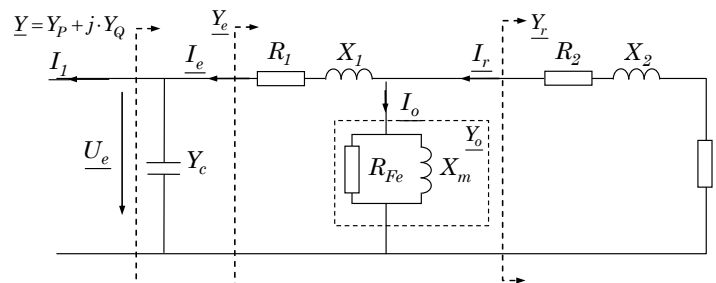 Y = Y_P + j·Y_Q
Y_e
Y_r
I_1
I_e
R_1
X_1
I_r
R_2
X_2
I_o
U_e
Y_c
Y_o
R_Fe
X_m